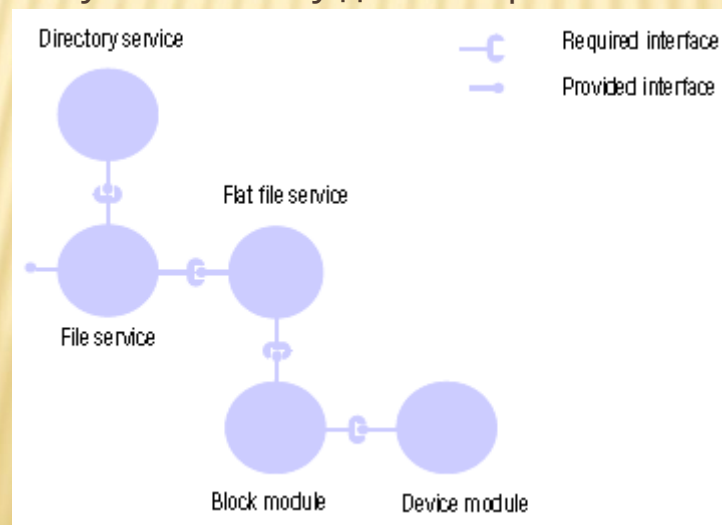 Directory service
Required interface
Provided interface
Flat file service
File service
Block module
Device module